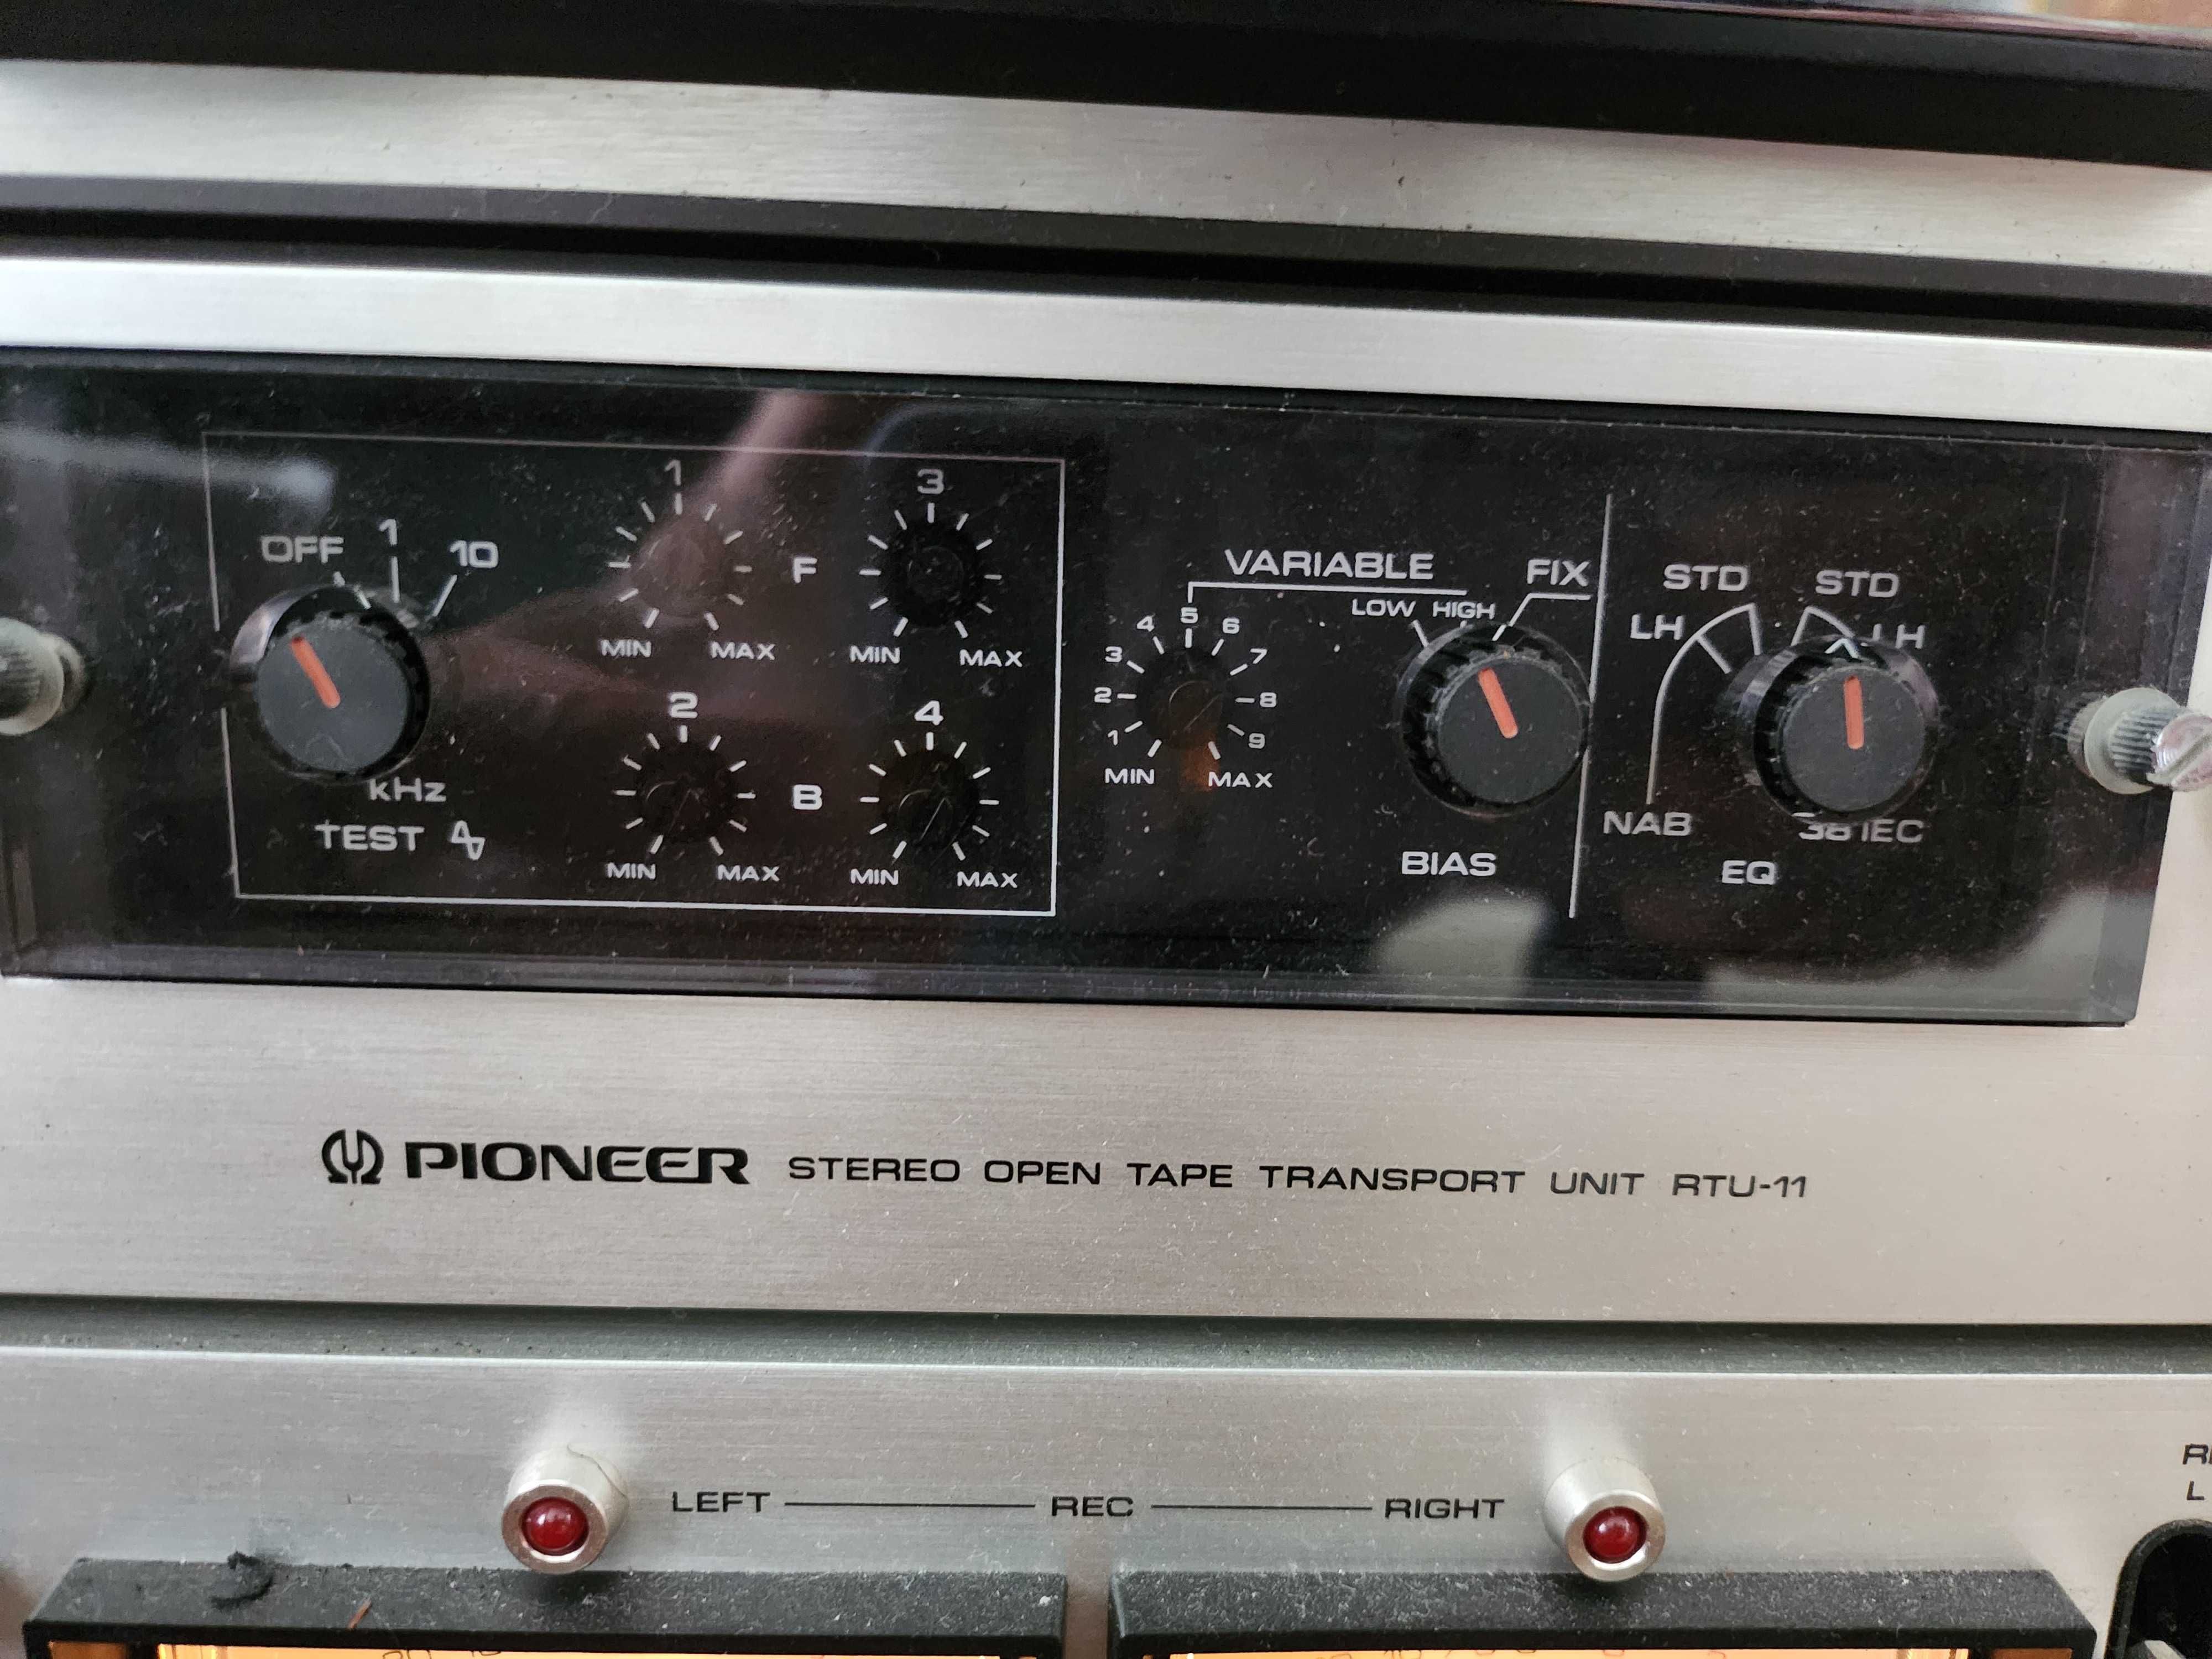 OFF 1 10
kHz
TEST
1
MIN MAX
F
3
MIN MAX
2
MIN MAX
B
4
MIN MAX
VARIABLE
LOW HIGH
FIX
MIN 1 2 3 4 5 6 7 8 9 MAX
BIAS
STD STD
LH LH
NAB 38 IEC
EQ
PIONEER STEREO OPEN TAPE TRANSPORT UNIT RTU-11
LEFT REC RIGHT
L